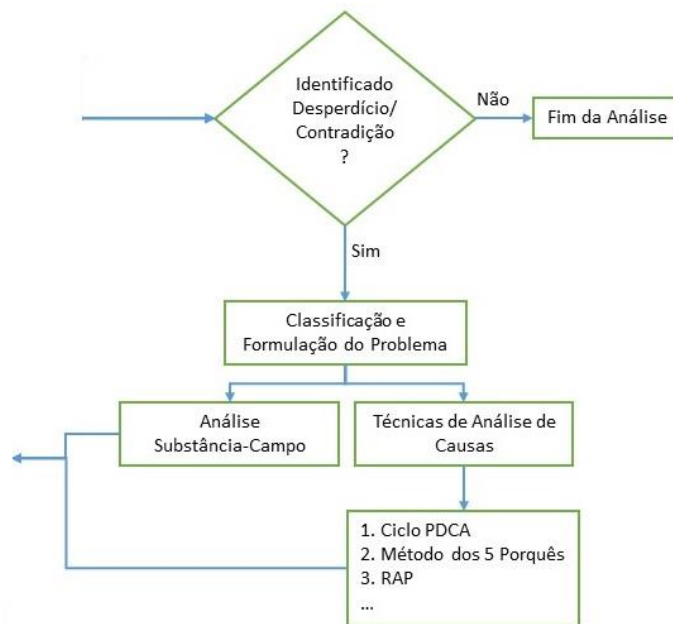 Identificado
Desperdício/
Contradição
?
Não
Fim da Análise
Sim
Classificação e
Formulação do Problema
Análise
Substância-Campo
Técnicas de Análise de
Causas
1. Ciclo PDCA
2. Método dos 5 Porquês
3. RAP
...